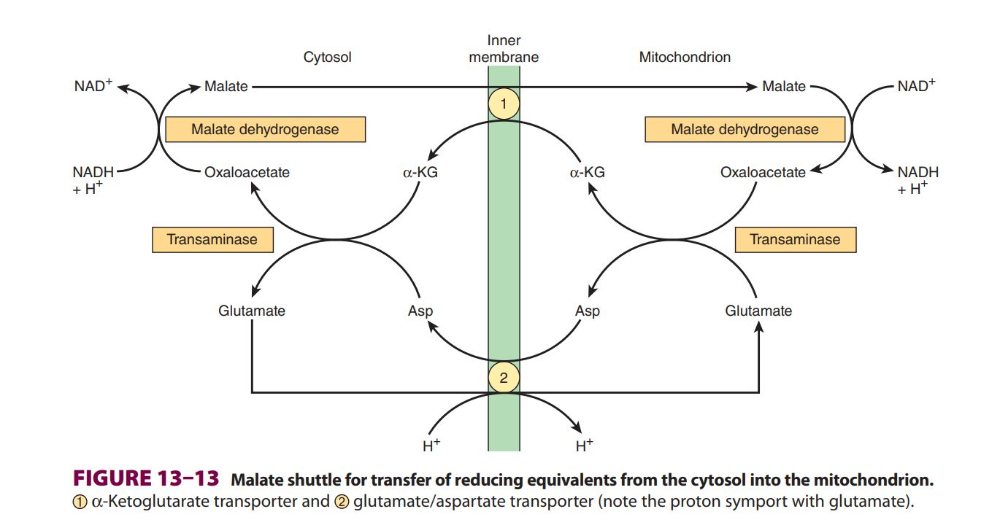 Inner
membrane
Cytosol
Mitochondrion
NAD+
Malate
Malate
NAD+
1
Malate dehydrogenase
Malate dehydrogenase
NADH
+ H+
Oxaloacetate
α-KG
α-KG
Oxaloacetate
NADH
+ H+
Transaminase
Transaminase
Glutamate
Asp
Asp
Glutamate
2
H+
H+
FIGURE 13–13 Malate shuttle for transfer of reducing equivalents from the cytosol into the mitochondrion.
① α-Ketoglutarate transporter and ② glutamate/aspartate transporter (note the proton symport with glutamate).